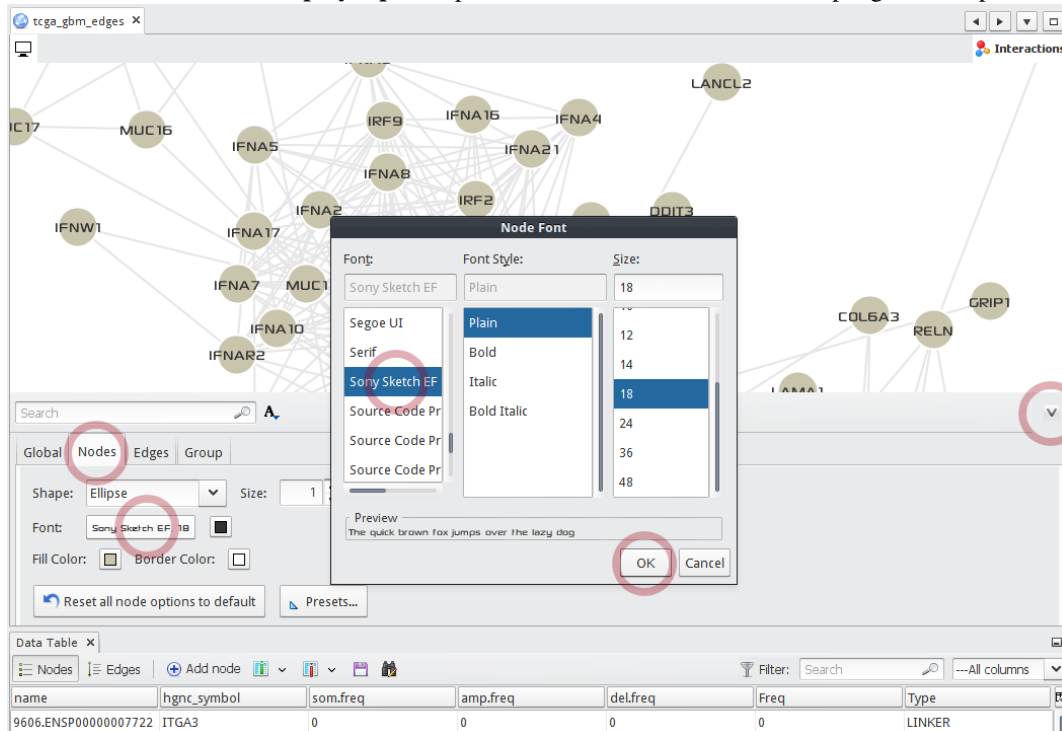 tcga_gbm_edges
Interactions
LANCL2
MUC16
IFNA5
IRF9
IFNA16
IFNA4
IFNA21
IFNA8
IRF2
IFNA2
DDIT3
IFNW1
IFNA17
IFNA7
IFNA10
IFNAR2
COL6A3
RELN
GRIP1
LAMA1
Node Font
Font:
Font Style:
Size:
Sony Sketch EF
Plain
18
Segoe UI
Serif
Sony Sketch EF
Source Code Pr
Source Code Pr
Source Code Pr
Plain
Bold
Italic
Bold Italic
12
14
18
24
36
48
Preview
The quick brown fox jumps over the lazy dog
OK
Cancel
Search
A
Global Nodes Edges Group
Shape: Ellipse Size: 1
Font: Sony Sketch EF, 18
Fill Color: Border Color:
Reset all node options to default Presets...
Data Table
Nodes Edges Add node Filter: Search ---All columns
name hgnc_symbol som.freq amp.freq del.freq Freq Type
9606.ENSP00000007722 ITGA3 0 0 0 0 LINKER